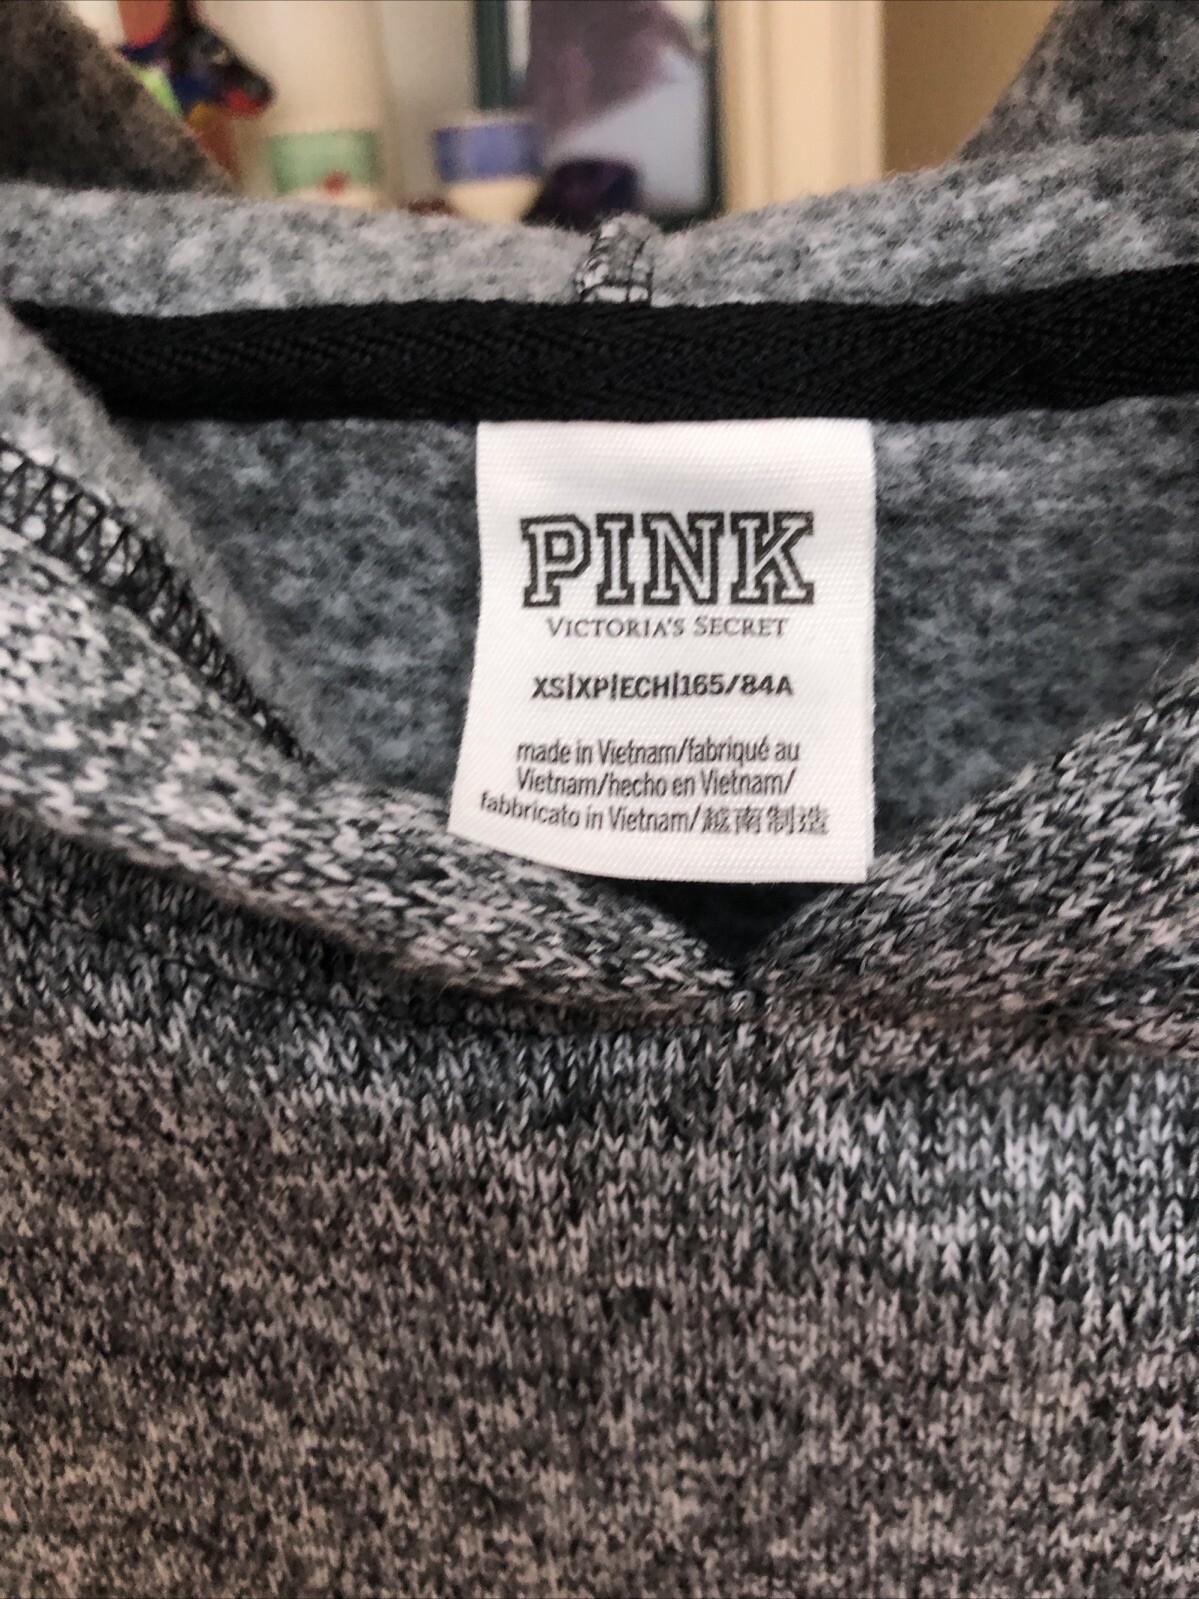 PINK
VICTORIA'S SECRET
XS|XP|ECH|165/84A
made in Vietnam/fabriqué au
Vietnam/hecho en Vietnam/
fabbricato in Vietnam/越南制造